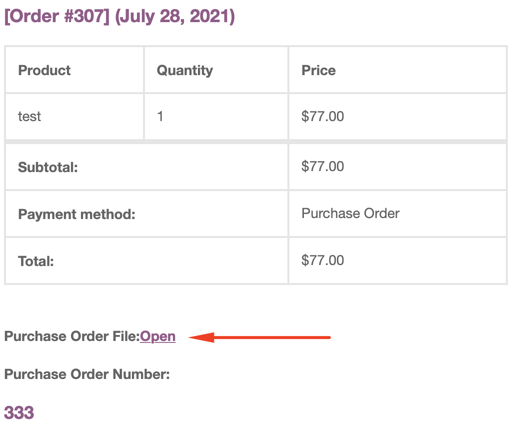 [Order #307] (July 28, 2021)
Product Quantity Price
test 1 $77.00
Subtotal: $77.00
Payment method: Purchase Order
Total: $77.00
Purchase Order File:Open
Purchase Order Number:
333